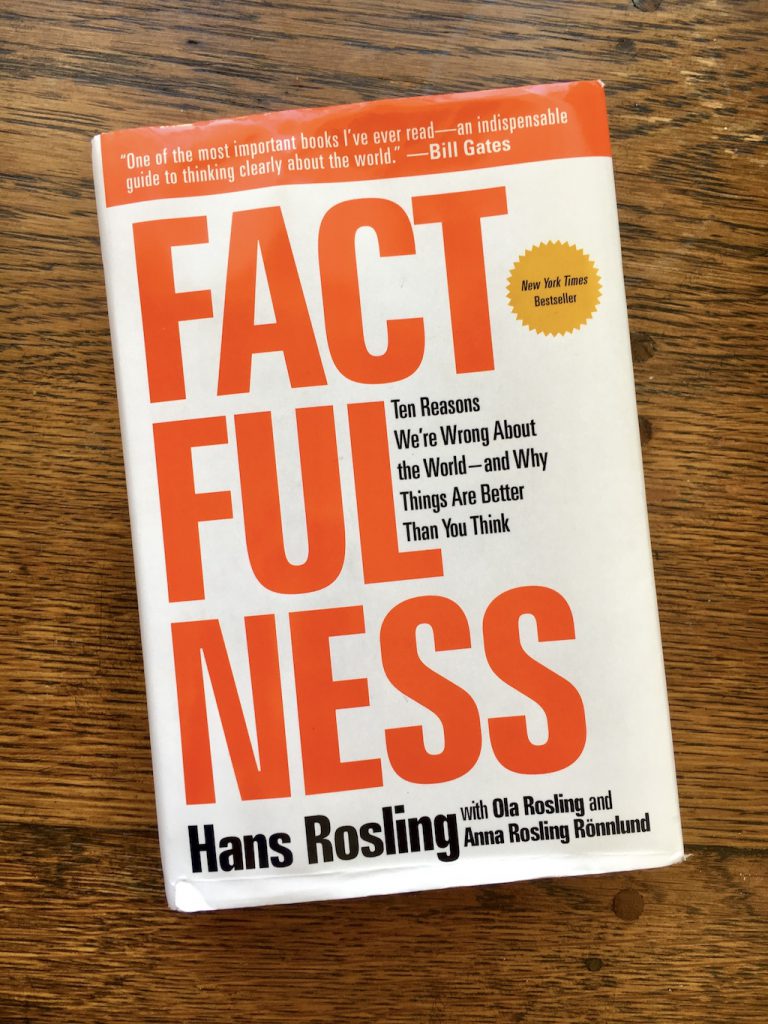 “One of the most important books I’ve ever read—an indispensable
guide to thinking clearly about the world.” —Bill Gates
FACT
New York Times
Bestseller
FUL
Ten Reasons
We’re Wrong About
the World—and Why
Things Are Better
Than You Think
NESS
Hans Rosling
with Ola Rosling and
Anna Rosling Rönnlund